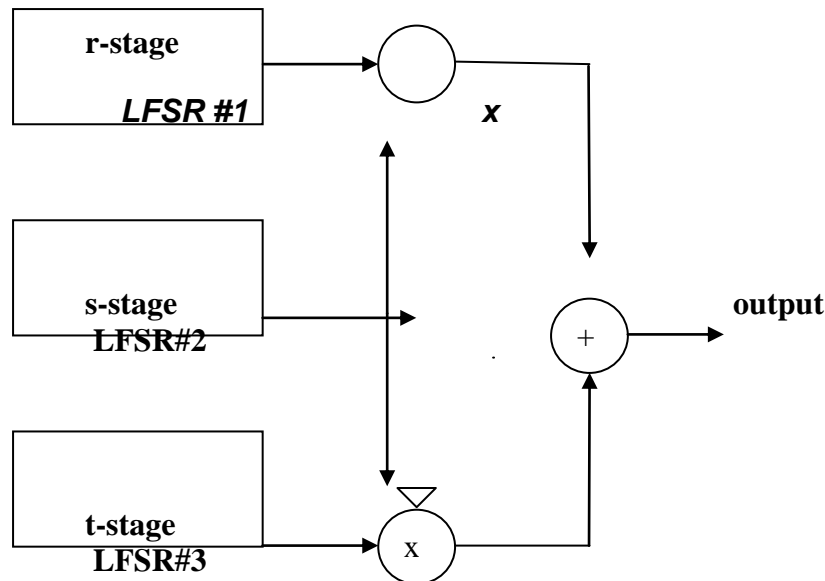 r-stage
LFSR #1
x
s-stage
LFSR#2
output
+
t-stage
LFSR#3
x